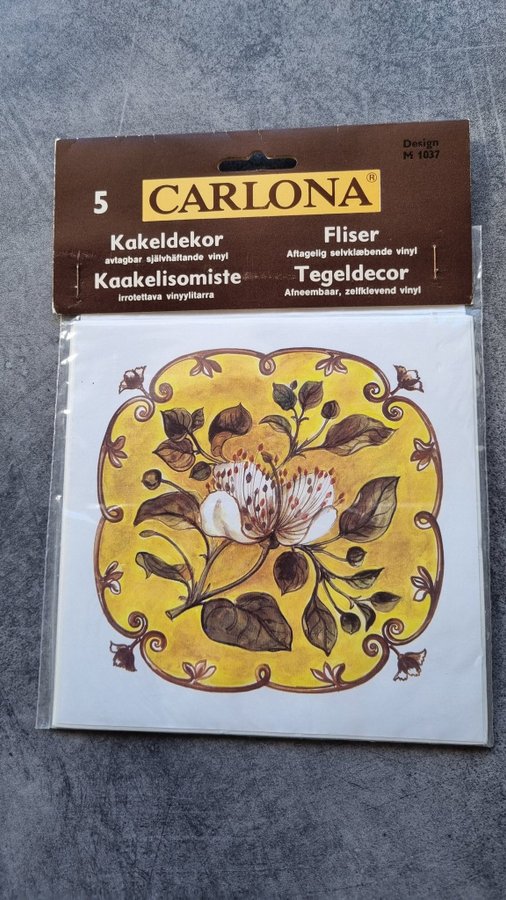 Design
M 1037
5
CARLONA®
Kakeldekor
avtagbar självhäftande vinyl
Kaakelisomiste
irrotettava vinyylitarra
Fliser
Aftagelig selvklæbende vinyl
Tegeldecor
Afneembaar, zelfklevend vinyl